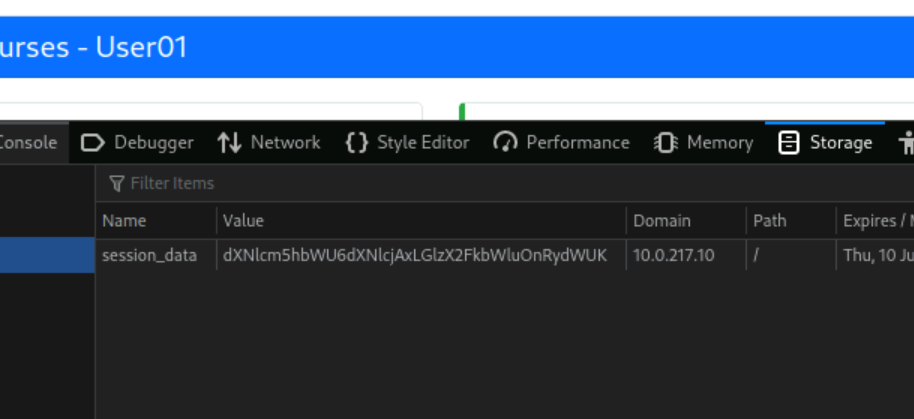 urses - User01
Console Debugger Network Style Editor Performance Memory Storage
Filter Items
Name Value Domain Path Expires / M
session_data dXNlcm5hbWU6dXNlcjAxLGlzX2FkbWluOnRydWUK 10.0.217.10 / Thu, 10 Ju